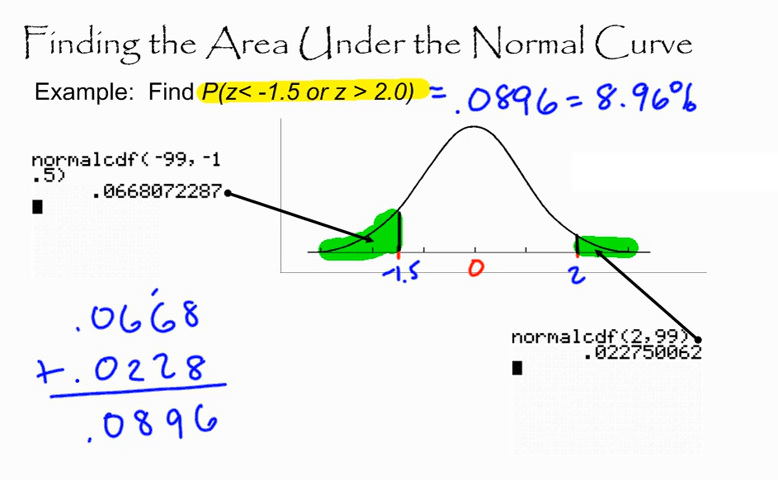 Finding the Area Under the Normal Curve
Example: Find P(z< -1.5 or z > 2.0) = .0896 = 8.96%
normalcdf(-99,-1
.5)
.0668072287
-1.5 0 2
.0668
+ .0228
.0896
normalcdf(2,99)
.022750062